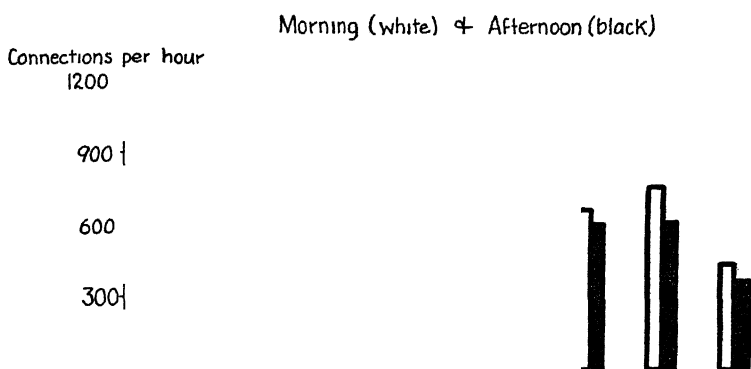 Morning (white) & Afternoon (black)
Connections per hour
1200
900
600
300